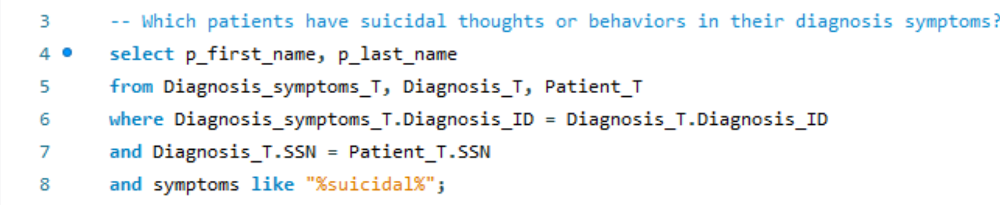 3 -- Which patients have suicidal thoughts or behaviors in their diagnosis symptoms?
4 select p_first_name, p_last_name
5 from Diagnosis_symptoms_T, Diagnosis_T, Patient_T
6 where Diagnosis_symptoms_T.Diagnosis_ID = Diagnosis_T.Diagnosis_ID
7 and Diagnosis_T.SSN = Patient_T.SSN
8 and symptoms like "%suicidal%";